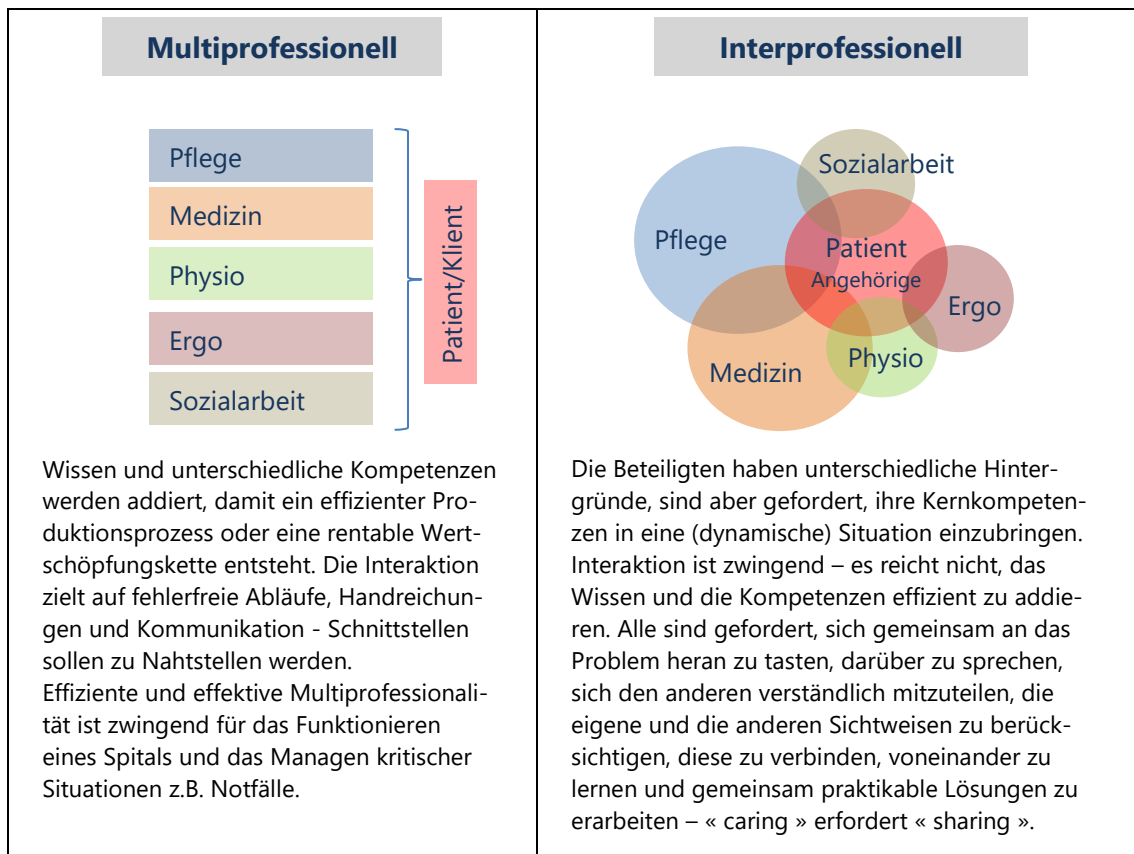 Multiprofessionell
Pflege
Medizin
Physio
Ergo
Sozialarbeit
Patient/Klient
Wissen und unterschiedliche Kompetenzen
werden addiert, damit ein effizienter Pro-
duktionsprozess oder eine rentable Wert-
schöpfungskette entsteht. Die Interaktion
zielt auf fehlerfreie Abläufe, Handreichun-
gen und Kommunikation - Schnittstellen
sollen zu Nahtstellen werden.
Effiziente und effektive Multiprofessionali-
tät ist zwingend für das Funktionieren
eines Spitals und das Managen kritischer
Situationen z.B. Notfälle.
Interprofessionell
Sozialarbeit
Pflege
Patient
Angehörige
Ergo
Physio
Medizin
Die Beteiligten haben unterschiedliche Hinter-
gründe, sind aber gefordert, ihre Kernkompeten-
zen in eine (dynamische) Situation einzubringen.
Interaktion ist zwingend – es reicht nicht, das
Wissen und die Kompetenzen effizient zu addie-
ren. Alle sind gefordert, sich gemeinsam an das
Problem heran zu tasten, darüber zu sprechen,
sich den anderen verständlich mitzuteilen, die
eigene und die anderen Sichtweisen zu berück-
sichtigen, diese zu verbinden, voneinander zu
lernen und gemeinsam praktikable Lösungen zu
erarbeiten – « caring » erfordert « sharing ».